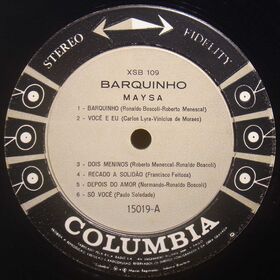 STEREO FIDELITY
XSB 109
BARQUINHO
MAYSA
1 - BARQUINHO (Ronaldo Boscoli-Roberto Menescal)
2 - VOCÊ E EU (Carlos Lyra-Vinicius de Moraes)
3 - DOIS MENINOS (Roberto Menescal-Ronaldo Boscoli)
4 - RECADO A SOLIDÃO (Francisco Feitosa)
5 - DEPOIS DO AMOR (Normando-Ronaldo Boscoli)
6 - SÓ VOCÊ (Paulo Soledade)
15019-A
COLUMBIA